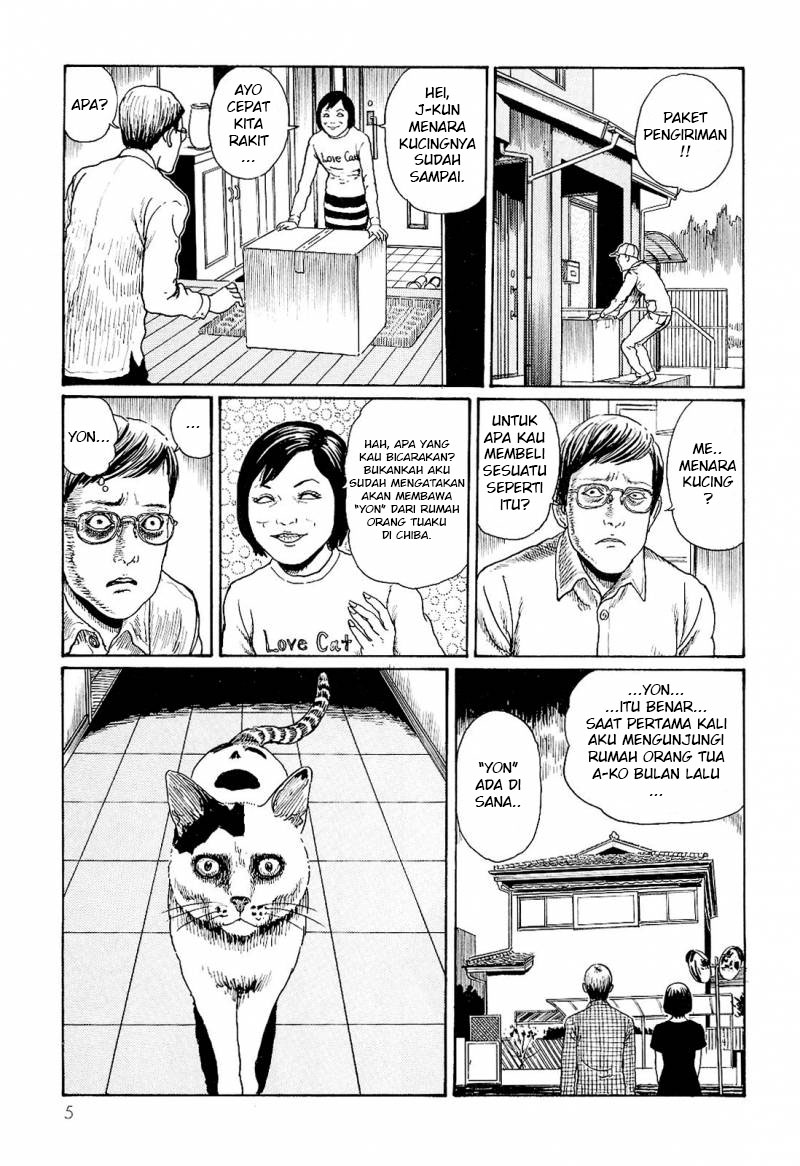 PAKET
PENGIRIMAN
!!
HEI,
J-KUN
MENARA
KUCINGNYA
SUDAH
SAMPAI.
AYO
CEPAT
KITA
RAKIT
...
Love Cat
APA?
ME..
MENARA
KUCING
?
UNTUK
APA KAU
MEMBELI
SESUATU
SEPERTI
ITU?
HAH, APA YANG
KAU BICARAKAN?
BUKANKAH AKU
SUDAH MENGATAKAN
AKAN MEMBAWA
"YON" DARI RUMAH
ORANG TUAKU
DI CHIBA.
Love Cat
...
YON...
...YON...
...ITU BENAR...
SAAT PERTAMA KALI
AKU MENGUNJUNGI
RUMAH ORANG TUA
A-KO BULAN LALU
...
"YON"
ADA DI
SANA..
5